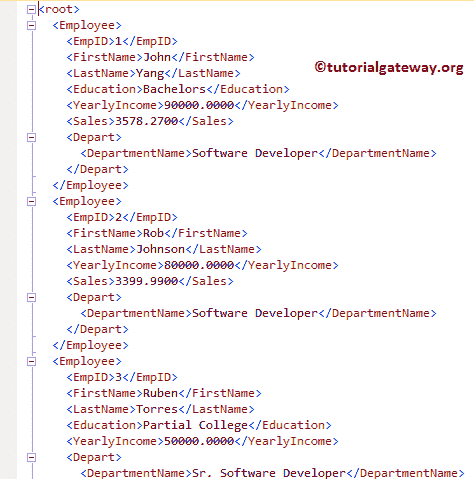 <root>
<Employee>
<EmpID>1</EmpID>
<FirstName>John</FirstName>
<LastName>Yang</LastName>
©tutorialgateway.org
<Education>Bachelors</Education>
<YearlyIncome>90000.0000</YearlyIncome>
<Sales>3578.2700</Sales>
<Depart>
<DepartmentName>Software Developer</DepartmentName>
</Depart>
</Employee>
<Employee>
<EmpID>2</EmpID>
<FirstName>Rob</FirstName>
<LastName>Johnson</LastName>
<YearlyIncome>80000.0000</YearlyIncome>
<Sales>3399.9900</Sales>
<Depart>
<DepartmentName>Software Developer</DepartmentName>
</Depart>
</Employee>
<Employee>
<EmpID>3</EmpID>
<FirstName>Ruben</FirstName>
<LastName>Torres</LastName>
<Education>Partial College</Education>
<YearlyIncome>50000.0000</YearlyIncome>
<Depart>
<DepartmentName>Sr. Software Developer</DepartmentName>